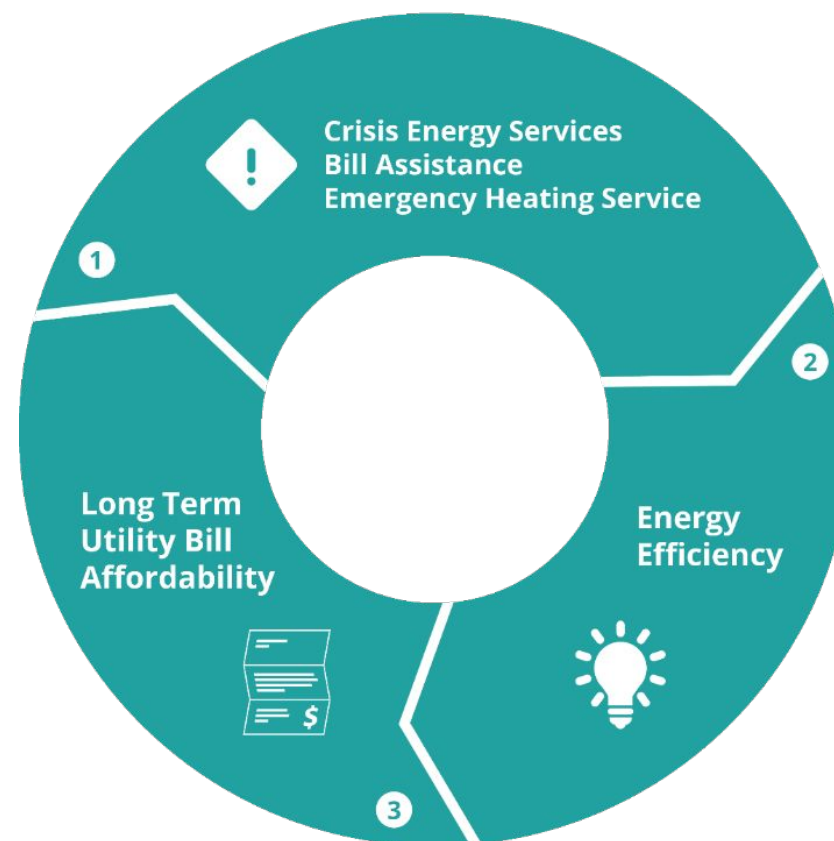 !
Crisis Energy Services
Bill Assistance
Emergency Heating Service
1
2
Energy
Efficiency
3
Long Term
Utility Bill
Affordability
$